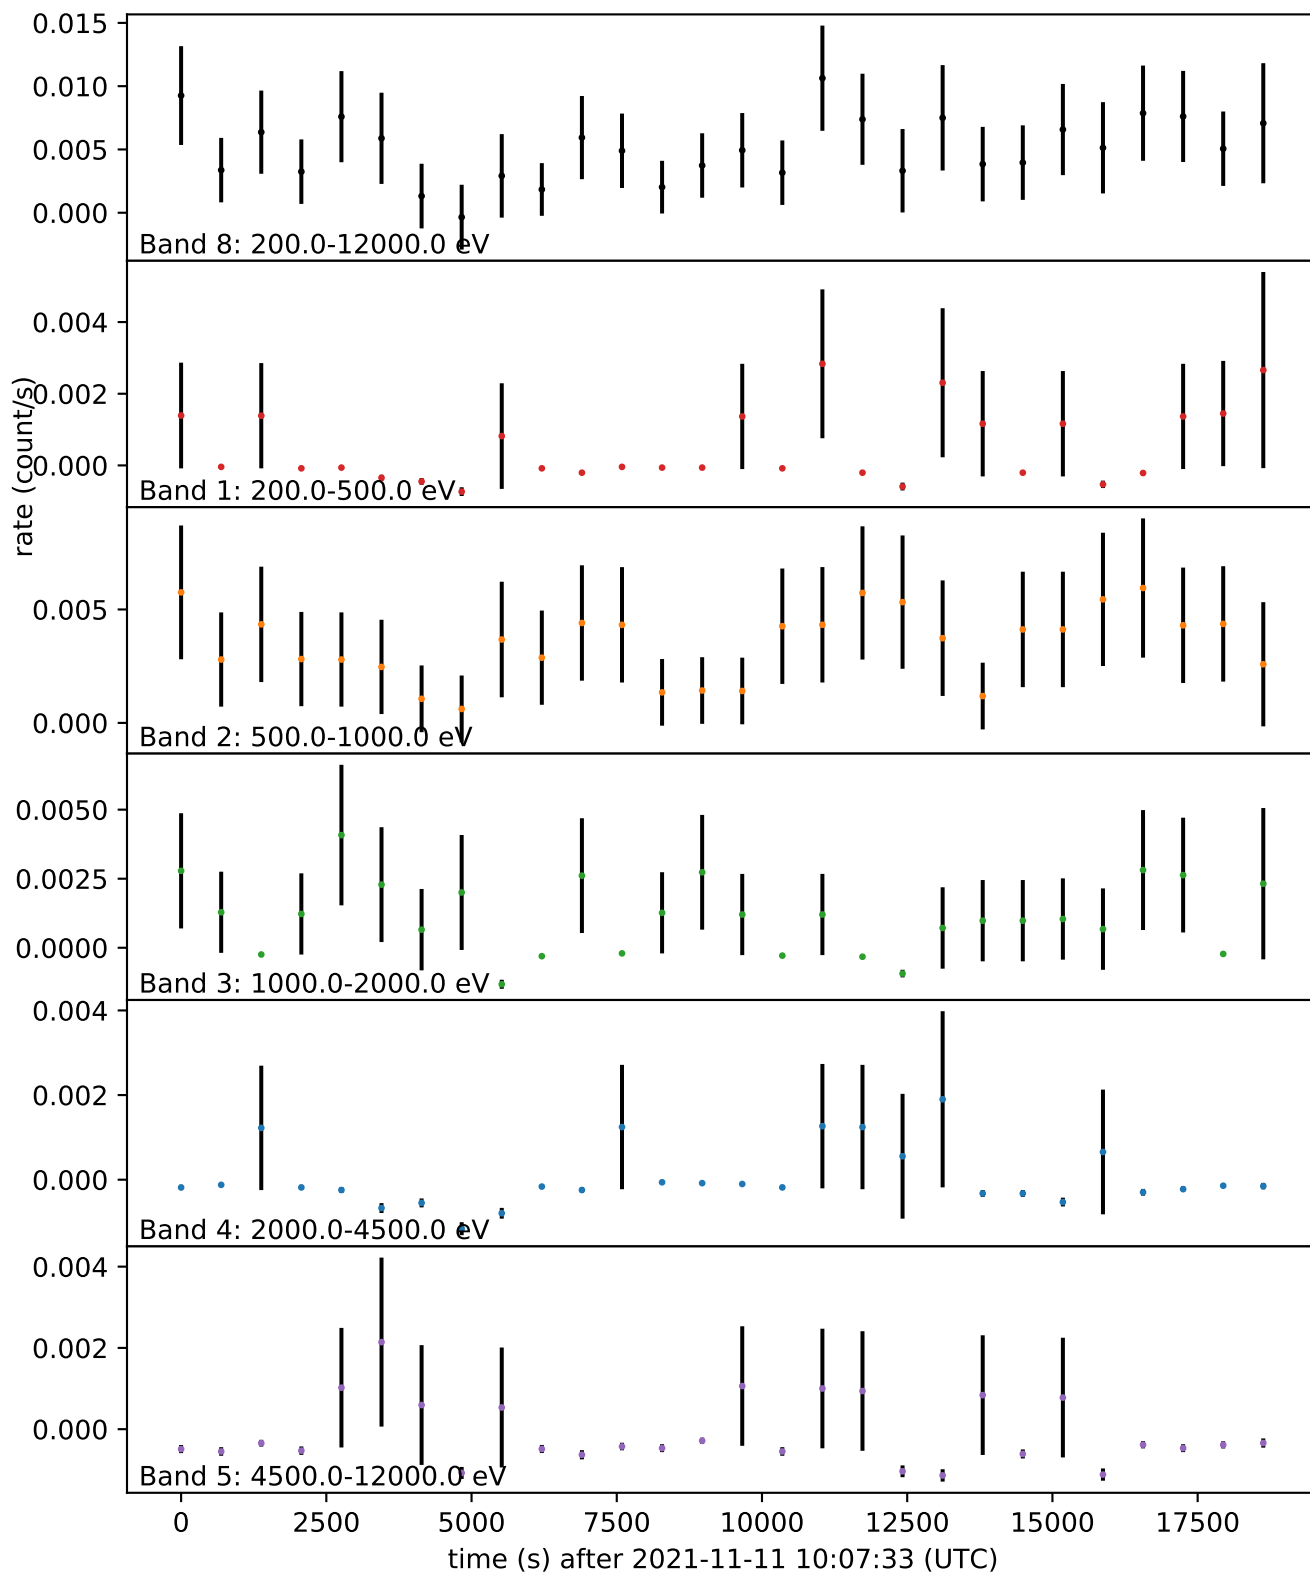 0.015
0.010
0.005
0.000
Band 8: 200.0-12000.0 eV
0.004
0.002
0.000
Band 1: 200.0-500.0 eV
rate (count/s)
0.005
0.000
Band 2: 500.0-1000.0 eV
0.0050
0.0025
0.0000
Band 3: 1000.0-2000.0 eV
0.004
0.002
0.000
Band 4: 2000.0-4500.0 eV
0.004
0.002
0.000
Band 5: 4500.0-12000.0 eV
0 2500 5000 7500 10000 12500 15000 17500
time (s) after 2021-11-11 10:07:33 (UTC)